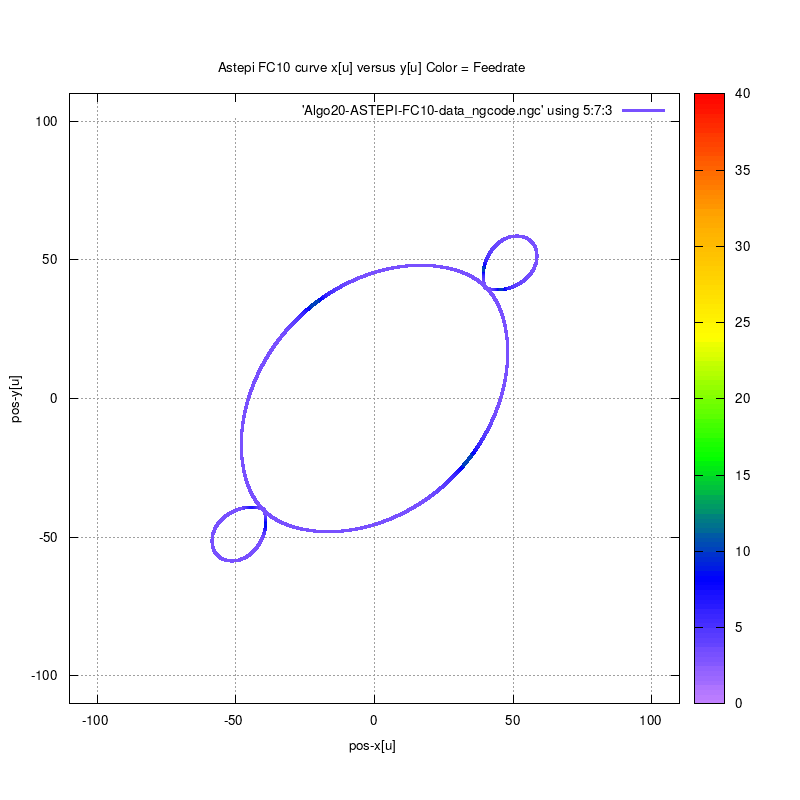 Astepi FC10 curve x[u] versus y[u] Color = Feedrate
'Algo20-ASTEPI-FC10-data_ngcode.ngc' using 5:7:3
100
50
0
-50
-100
pos-y[u]
-100 -50 0 50 100
pos-x[u]
40
35
30
25
20
15
10
5
0